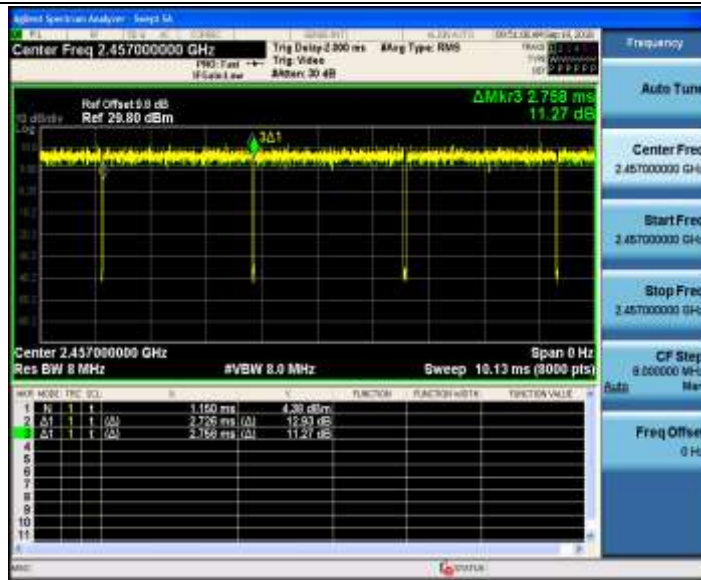 Agilent Spectrum Analyzer - Swept SA
Center Freq 2.457000000 GHz
PNO: Fast
IFGain:Low
Trig Delay-2.000 ms
Trig: Video
#Atten: 30 dB
#Avg Type: RMS
TRACE
TYPE
DET
Frequency
Auto Tune
Ref Offset 9.8 dB
10 dB/div Ref 29.80 dBm
Log
ΔMkr3 2.758 ms
11.27 dB
3Δ1
Center Freq
2.457000000 GHz
Start Freq
2.457000000 GHz
Stop Freq
2.457000000 GHz
CF Step
8.000000 MHz
Auto Man
Freq Offset
0 Hz
Center 2.457000000 GHz Span 0 Hz
Res BW 8 MHz #VBW 8.0 MHz Sweep 10.13 ms (8000 pts)
MKR MODE TRC SCL X Y FUNCTION FUNCTION WIDTH FUNCTION VALUE
1 N 1 t 1.150 ms 4.38 dBm
2 Δ1 1 t (Δ) 2.726 ms (Δ) 12.93 dB
3 Δ1 1 t (Δ) 2.758 ms (Δ) 11.27 dB
4
5
6
7
8
9
10
11
MSG STATUS